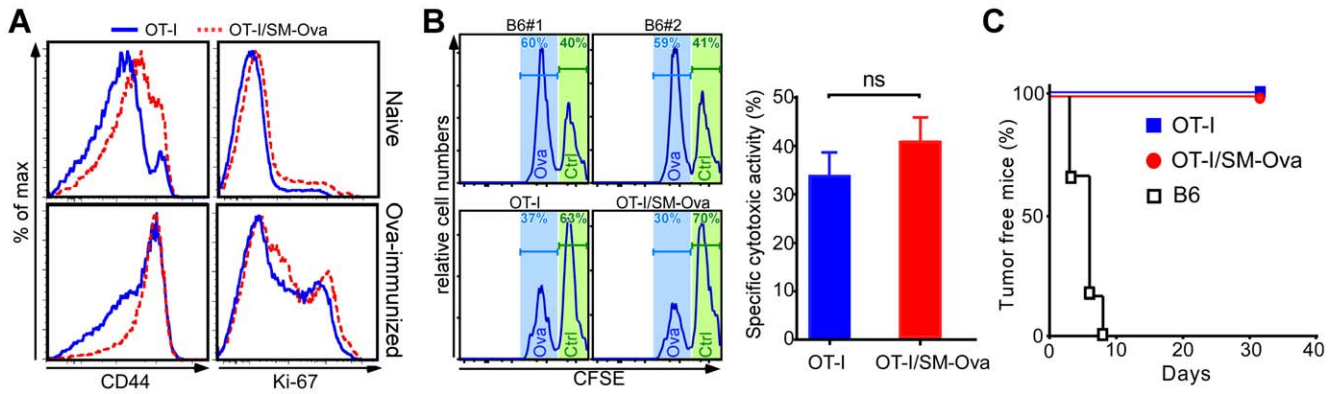 A
OT-I
OT-I/SM-Ova
Naive
Ova-immunized
% of max
CD44
Ki-67
B
B6#1
B6#2
60%
40%
59%
41%
Ova
Ctrl
Ova
Ctrl
OT-I
OT-I/SM-Ova
37%
63%
30%
70%
Ova
Ctrl
Ova
Ctrl
relative cell numbers
CFSE
ns
Specific cytotoxic activity (%)
50
40
30
20
10
0
OT-I
OT-I/SM-Ova
C
Tumor free mice (%)
100
50
0
OT-I
OT-I/SM-Ova
B6
0
10
20
30
40
Days